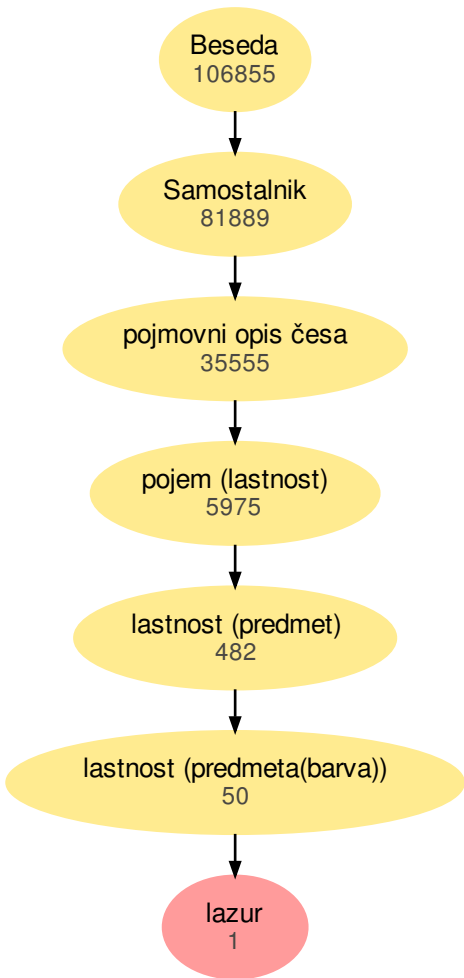 Beseda
106855
Samostalnik
81889
pojmovni opis česa
35555
pojem (lastnost)
5975
lastnost (predmet)
482
lastnost (predmeta(barva))
50
lazur
1